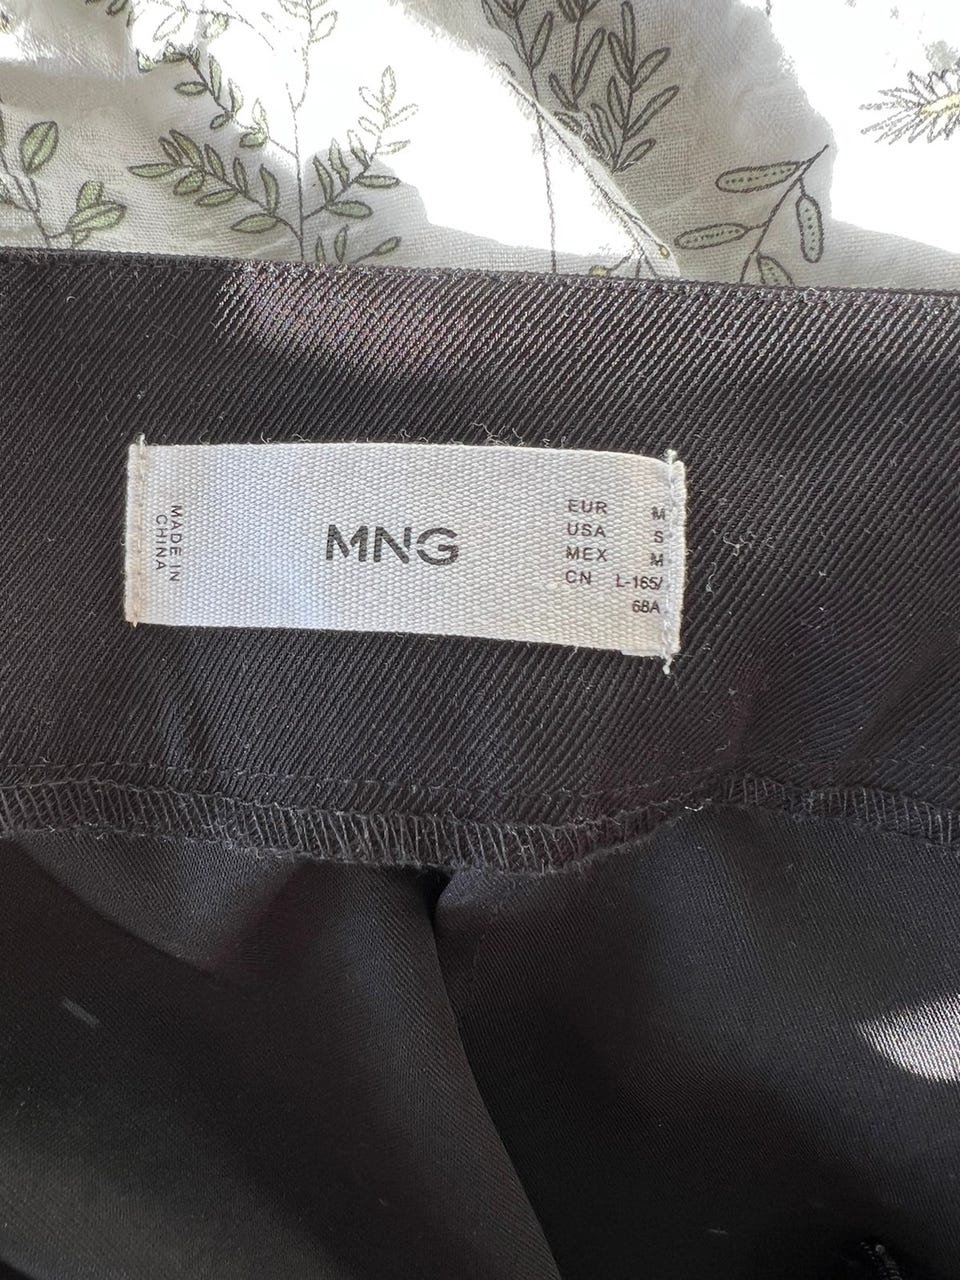 MADE IN
CHINA
MNG
EUR M
USA S
MEX M
CN L-165/
68A